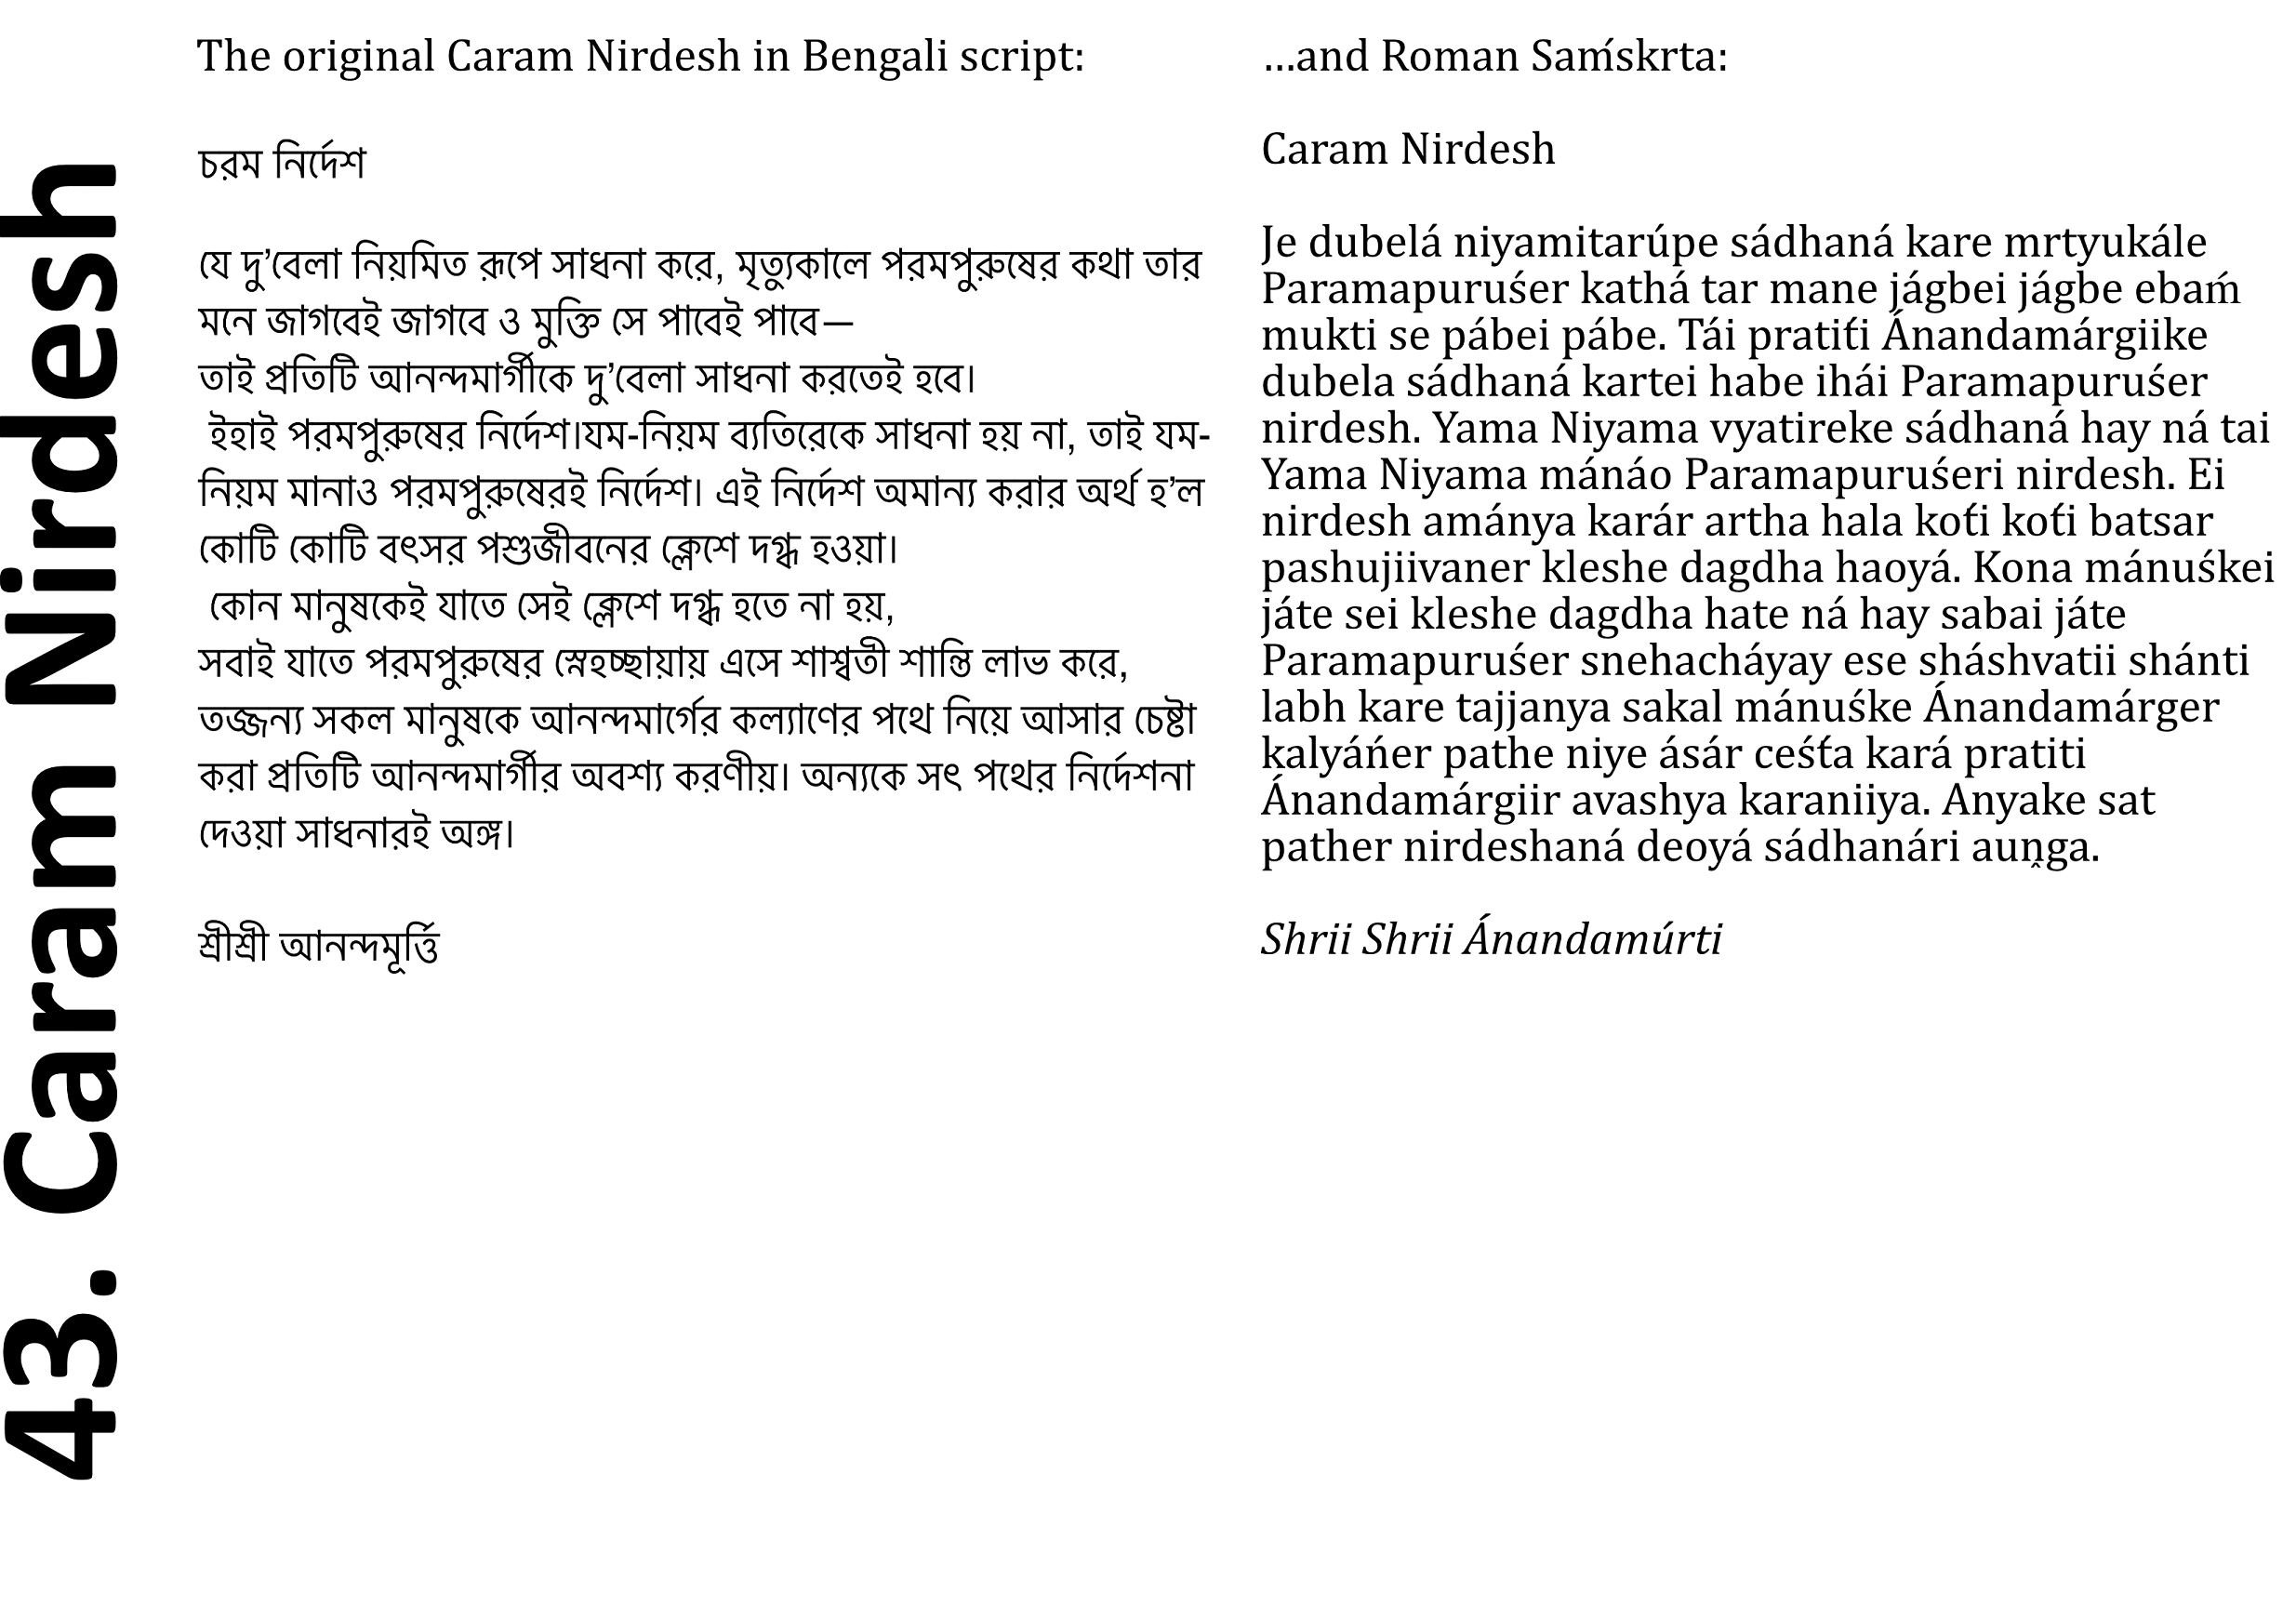 43. Caram Nirdesh
The original Caram Nirdesh in Bengali script:
চরম নির্দেশ
যে দু’বেলা নিয়মিত রূপে সাধনা করে, মৃত্যুকালে পরমপুরুষের কথা তার
মনে জাগবেই জাগবে ও মুক্তি সে পাবেই পাবে—
তাই প্রতিটি আনন্দমার্গীকে দু’বেলা সাধনা করতেই হবে।
ইহাই পরমপুরুষের নির্দেশ।যম-নিয়ম ব্যতিরেকে সাধনা হয় না, তাই যম-
নিয়ম মানাও পরমপুরুষেরই নির্দেশ। এই নির্দেশ অমান্য করার অর্থ হ’ল
কোটি কোটি বৎসর পশুজীবনের ক্লেশে দগ্ধ হওয়া।
কোন মানুষকেই যাতে সেই ক্লেশে দগ্ধ হতে না হয়,
সবাই যাতে পরমপুরুষের স্নেহচ্ছায়ায় এসে শাশ্বতী শান্তি লাভ করে,
তজ্জন্য সকল মানুষকে আনন্দমার্গের কল্যাণের পথে নিয়ে আসার চেষ্টা
করা প্রতিটি আনন্দমার্গীর অবশ্য করণীয়। অন্যকে সৎ পথের নির্দেশনা
দেওয়া সাধনারই অঙ্গ।
শ্রীশ্রী আনন্দমূর্ত্তি
...and Roman Saḿskrta:
Caram Nirdesh
Je dubelá niyamitarúpe sádhaná kare mrtyukále
Paramapuruśer kathá tar mane jágbei jágbe ebaḿ
mukti se pábei pábe. Tái pratit́i Ánandamárgiike
dubela sádhaná kartei habe ihái Paramapuruśer
nirdesh. Yama Niyama vyatireke sádhaná hay ná tai
Yama Niyama mánáo Paramapuruśeri nirdesh. Ei
nirdesh amánya karár artha hala kot́i kot́i batsar
pashujiivaner kleshe dagdha haoyá. Kona mánuśkei
játe sei kleshe dagdha hate ná hay sabai játe
Paramapuruśer snehacháyay ese sháshvatii shánti
labh kare tajjanya sakal mánuśke Ánandamárger
kalyáńer pathe niye ásár ceśt́a kará pratiti
Ánandamárgiir avashya karaniiya. Anyake sat
pather nirdeshaná deoyá sádhanári auṋga.
Shrii Shrii Ánandamúrti